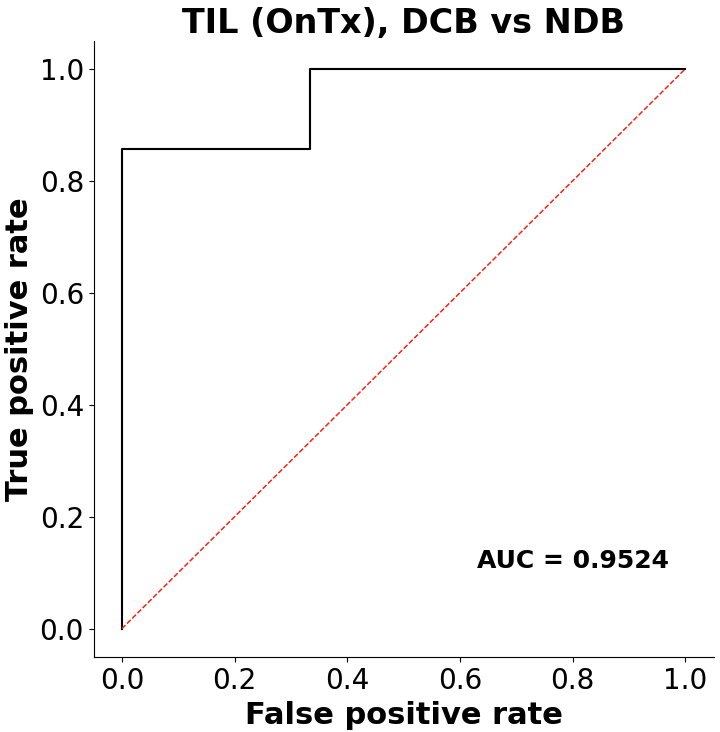 TIL (OnTx), DCB vs NDB
1.0
0.8
0.6
0.4
0.2
0.0
True positive rate
AUC = 0.9524
0.0 0.2 0.4 0.6 0.8 1.0
False positive rate